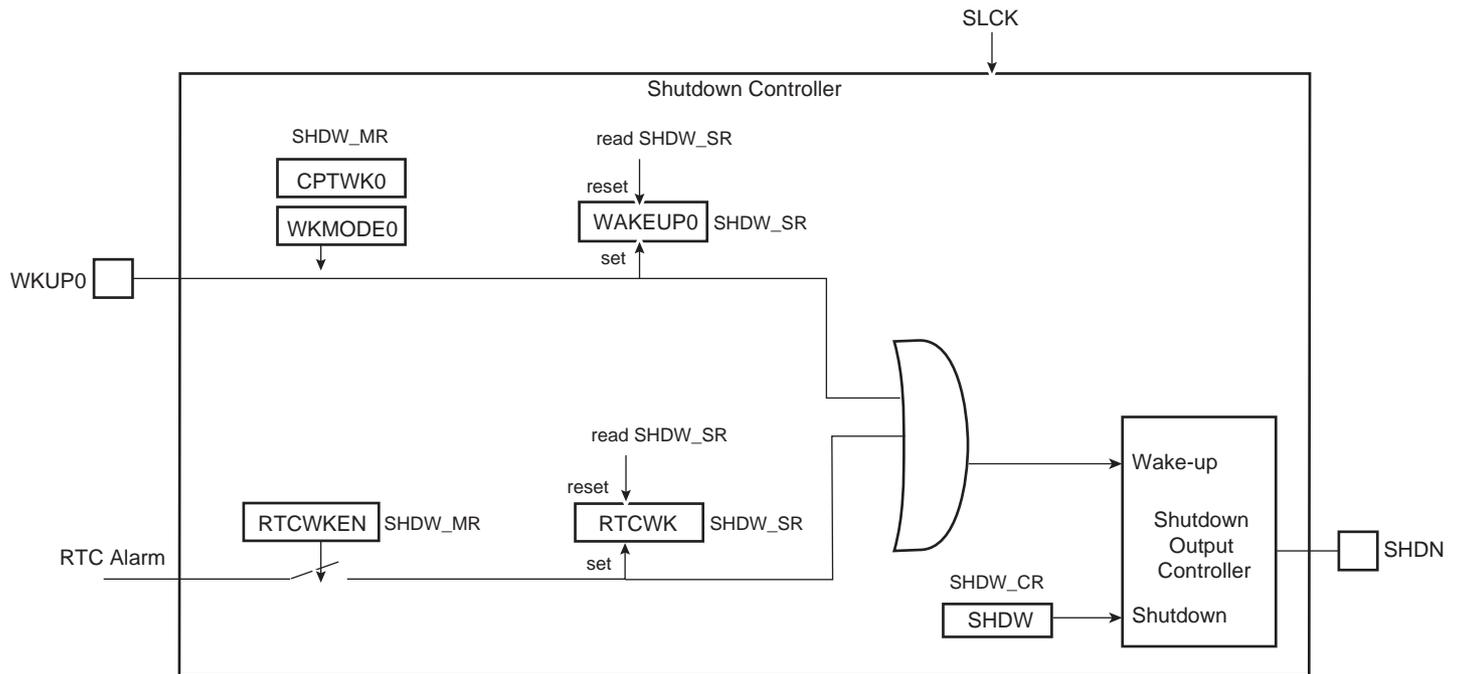 SLCK
Shutdown Controller
SHDW_MR
CPTWK0
WKMODE0
read SHDW_SR
reset
WAKEUP0
SHDW_SR
set
WKUP0
read SHDW_SR
reset
RTCWKEN
SHDW_MR
RTCWK
SHDW_SR
set
RTC Alarm
Wake-up
Shutdown
Output
Controller
SHDN
SHDW_CR
SHDW
Shutdown